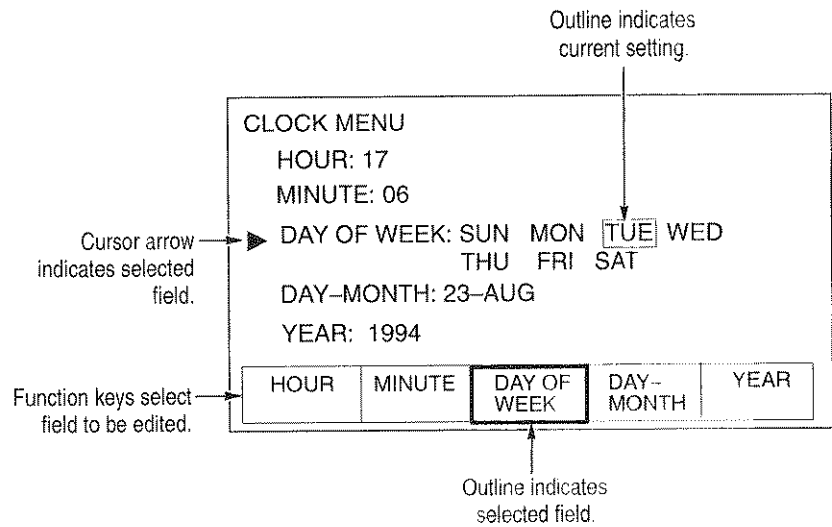 Outline indicates
current setting.
CLOCK MENU
HOUR: 17
MINUTE: 06
Cursor arrow
indicates selected
field.
DAY OF WEEK: SUN MON TUE WED
THU FRI SAT
DAY–MONTH: 23–AUG
YEAR: 1994
Function keys select
field to be edited.
HOUR
MINUTE
DAY OF
WEEK
DAY–
MONTH
YEAR
Outline indicates
selected field.